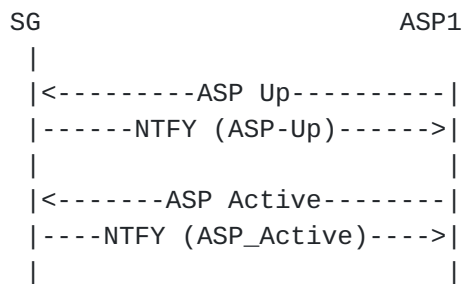 SG                        ASP1
 |
 |<---------ASP Up----------|
 |------NTFY (ASP-Up)------>|
 |                          |
 |<-------ASP Active--------|
 |----NTFY (ASP_Active)---->|
 |                          |